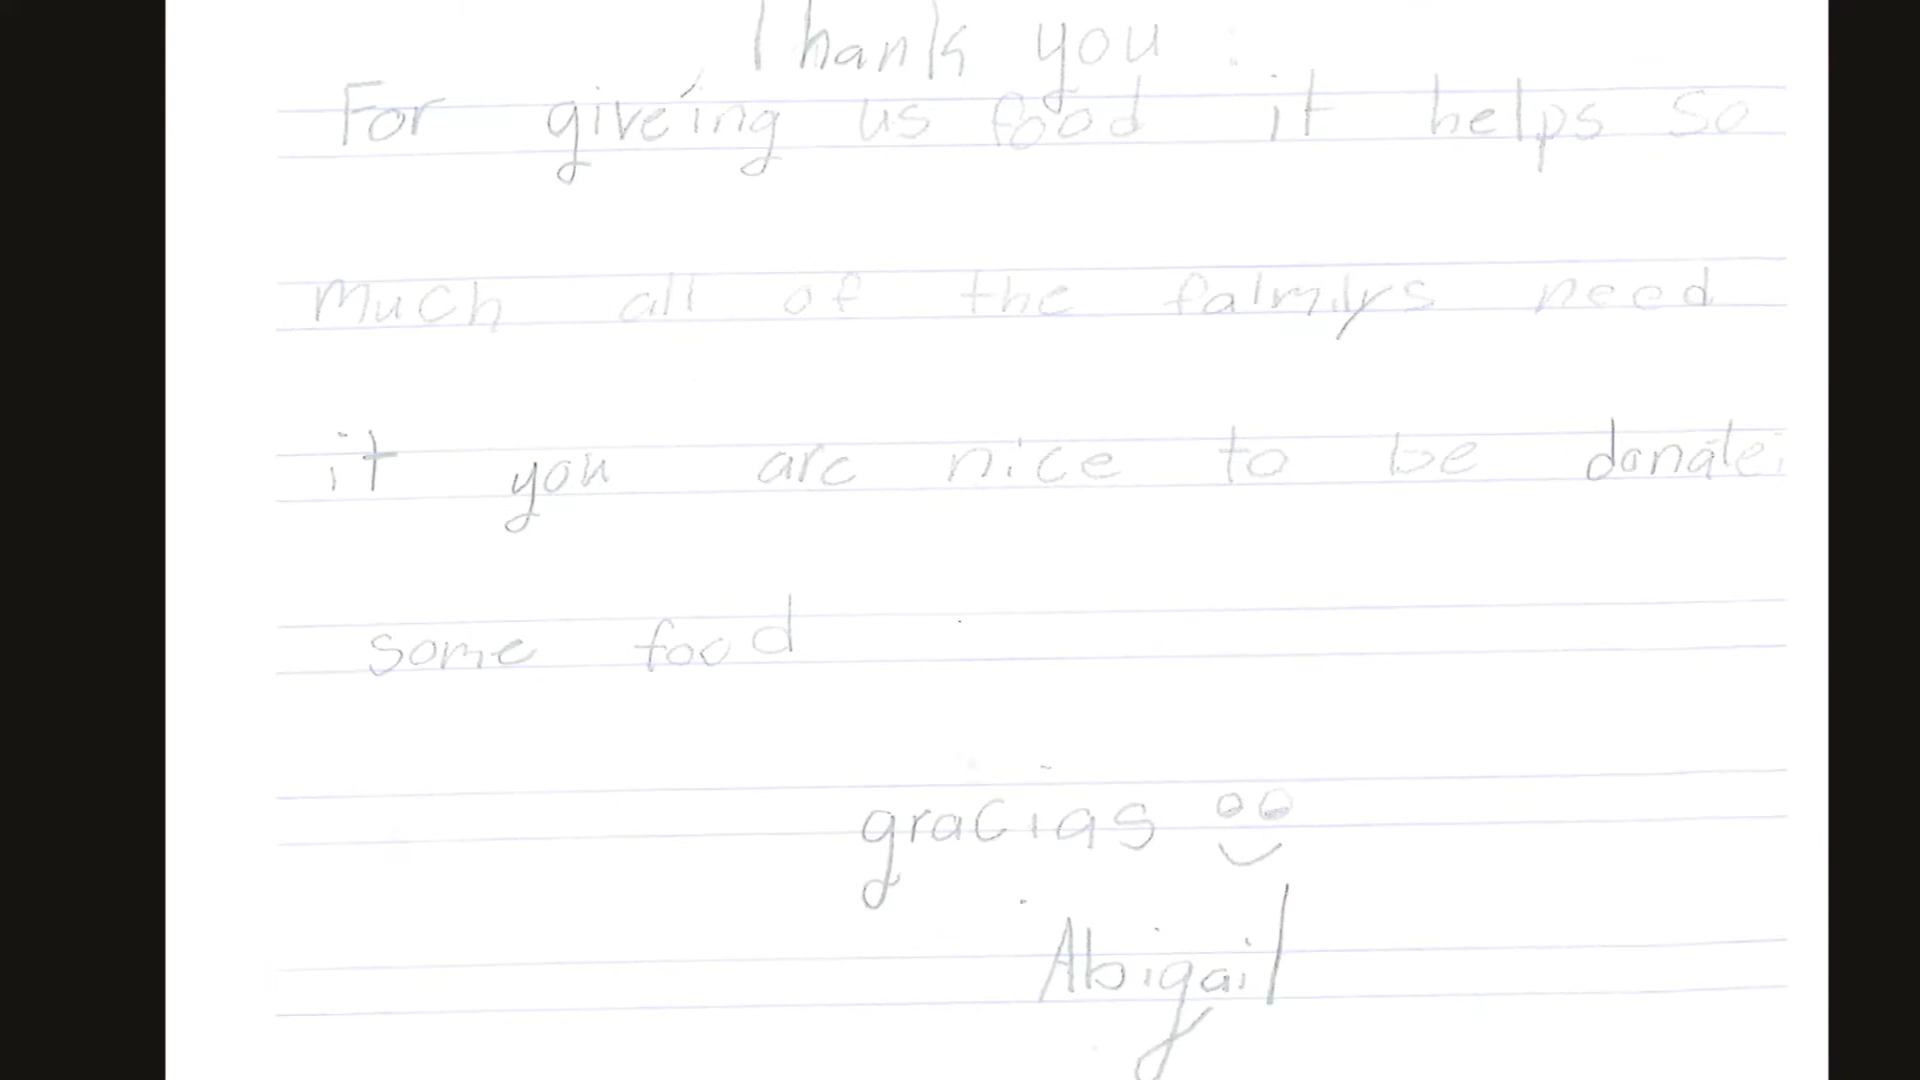 Thank you
For giveing us food it helps so
Much all of the falmilys need
it you are nice to be donate
some food
gracias
Abigail